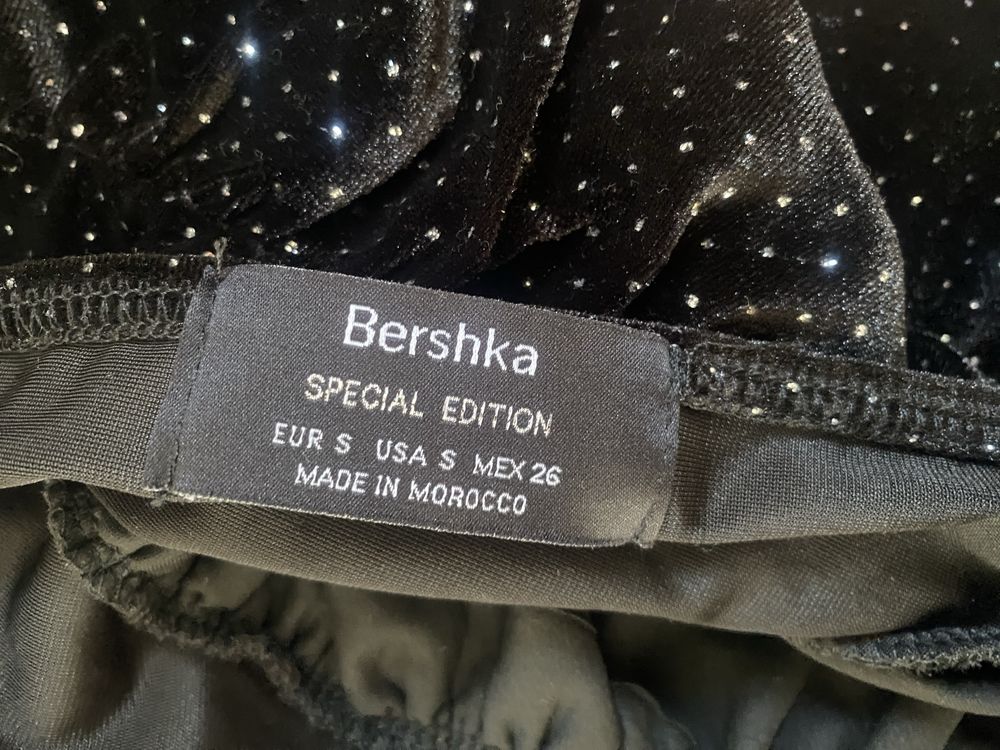 Bershka
SPECIAL EDITION
EUR S USA S MEX 26
MADE IN MOROCCO